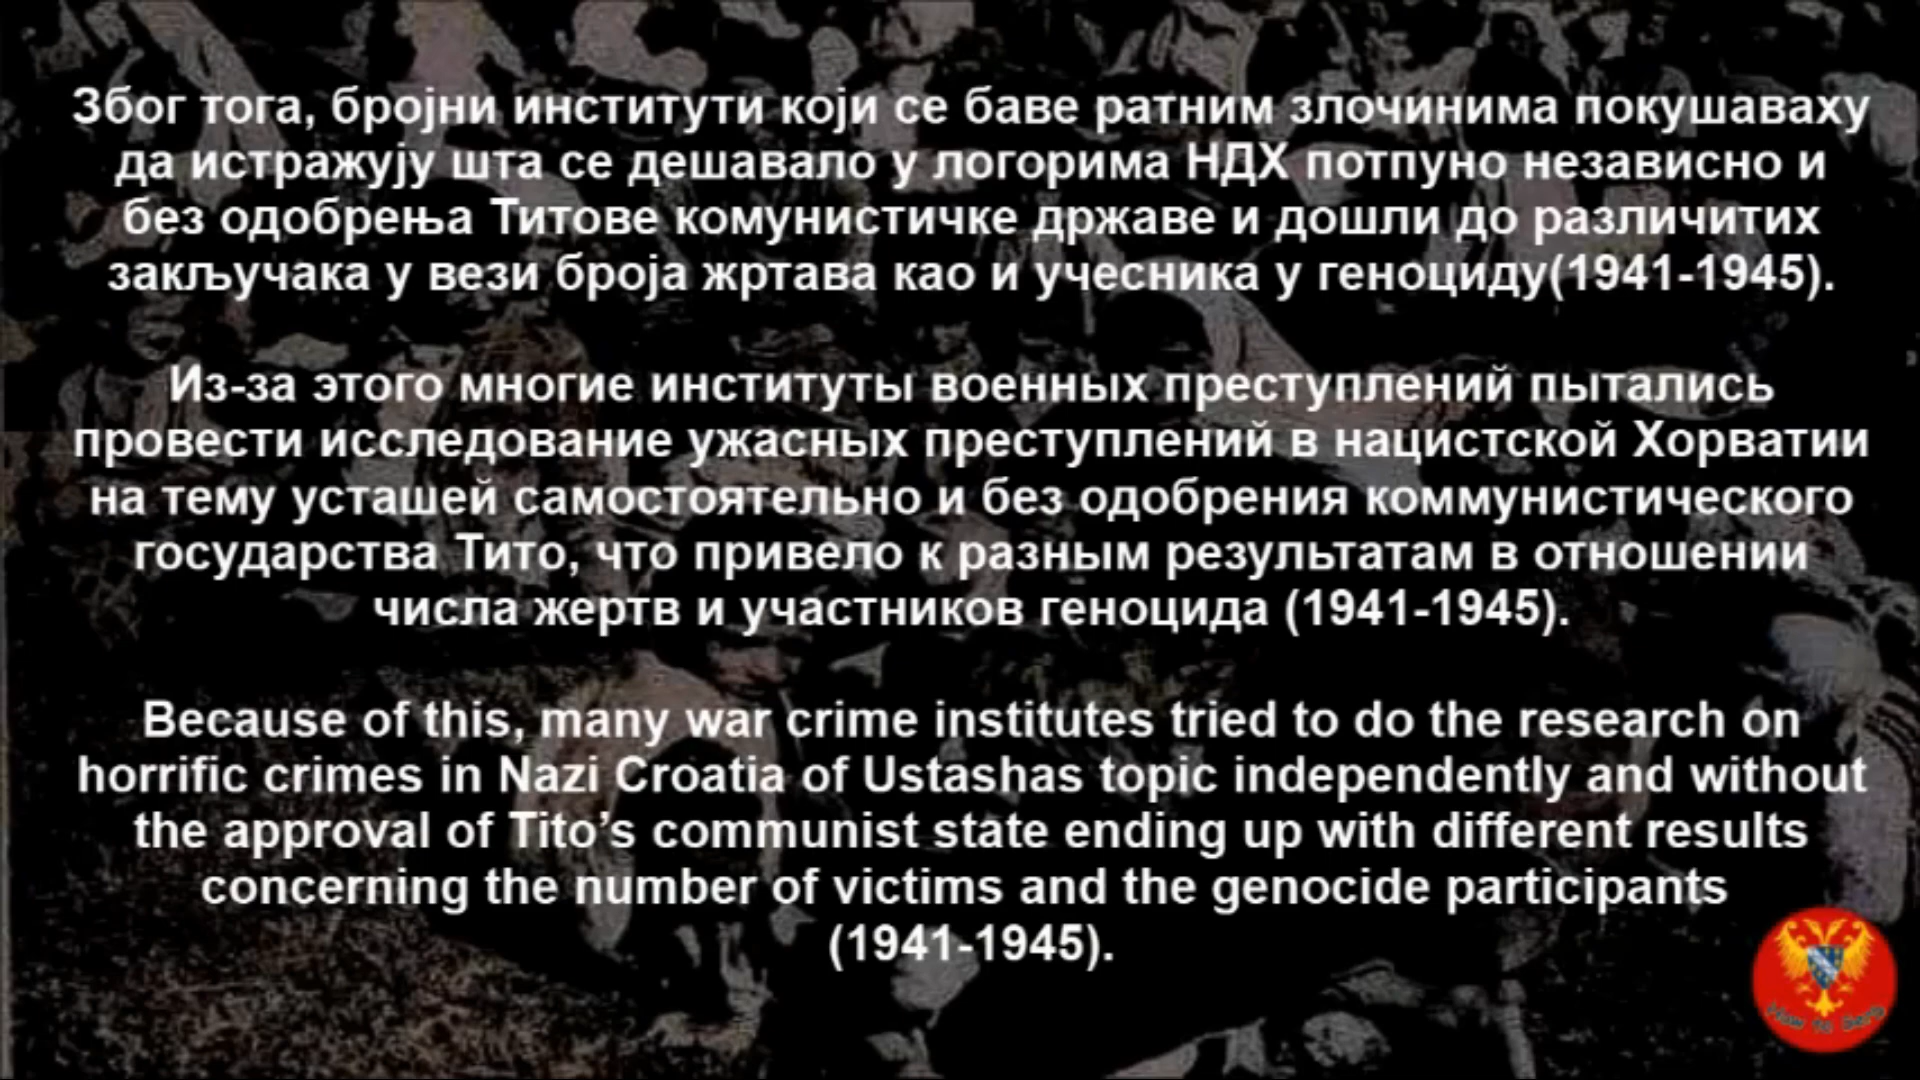 Због тога, бројни институти који се баве ратним злочинима покушаваху
да истражују шта се дешавало у логорима НДХ потпуно независно и
без одобрења Титове комунистичке државе и дошли до различитих
закључака у вези броја жртава као и учесника у геноциду(1941-1945).
Из-за этого многие институты военных преступлений пытались
провести исследование ужасных преступлений в нацистской Хорватии
на тему усташей самостоятельно и без одобрения коммунистического
государства Тито, что привело к разным результатам в отношении
числа жертв и участников геноцида (1941-1945).
Because of this, many war crime institutes tried to do the research on
horrific crimes in Nazi Croatia of Ustashas topic independently and without
the approval of Tito’s communist state ending up with different results
concerning the number of victims and the genocide participants
(1941-1945).
How to Serb